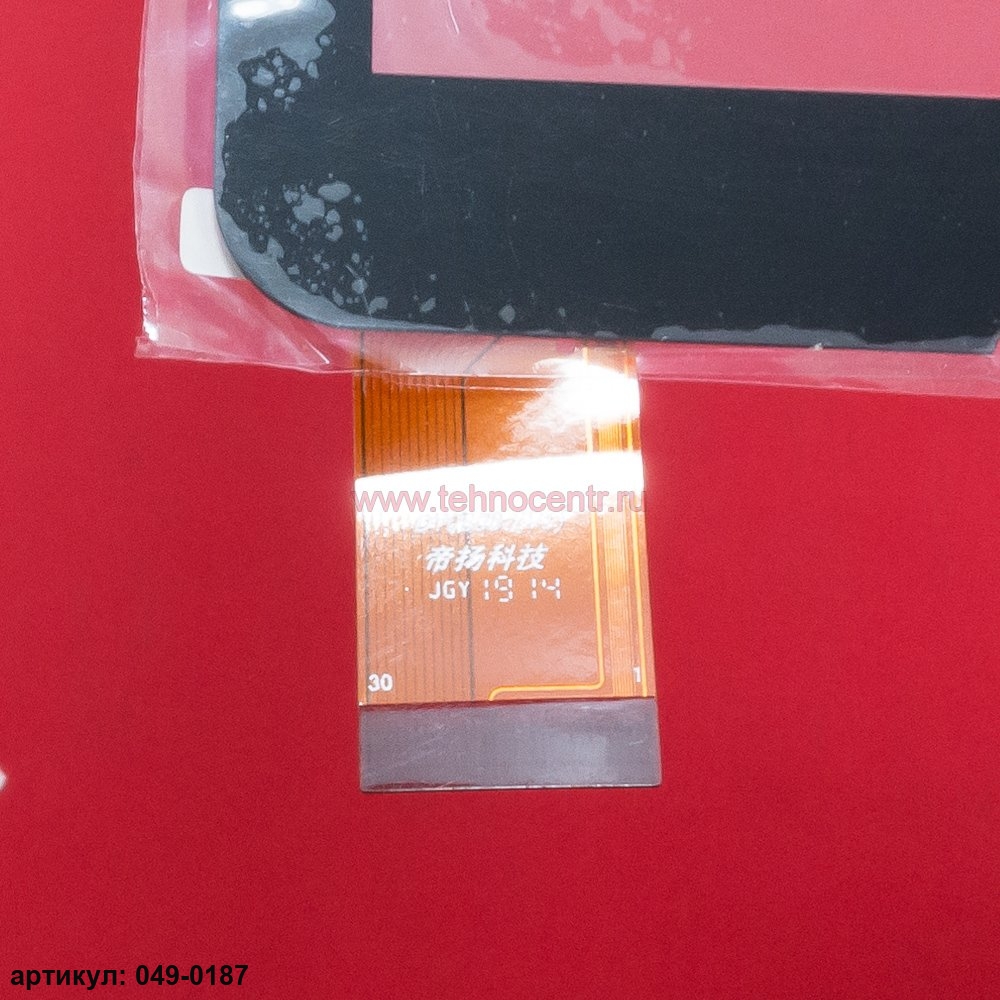 www.tehnocentr.ru
帝扬科技
JGY 1914
30 1
артикул: 049-0187